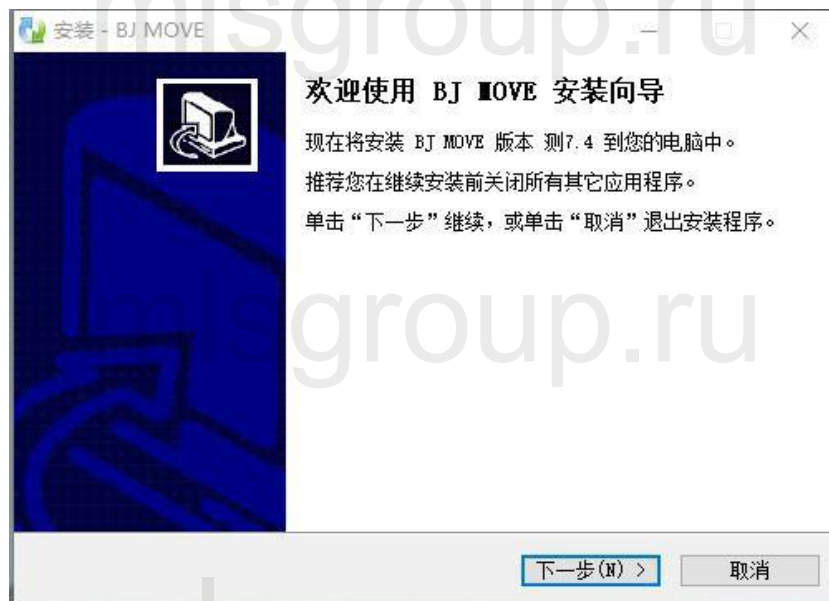 安装 - BJ MOVE
欢迎使用 BJ MOVE 安装向导
现在将安装 BJ MOVE 版本 测7.4 到您的电脑中。
推荐您在继续安装前关闭所有其它应用程序。
单击“下一步”继续，或单击“取消”退出安装程序。
下一步(N) >
取消
mlsgroup.ru
mlsgroup.ru